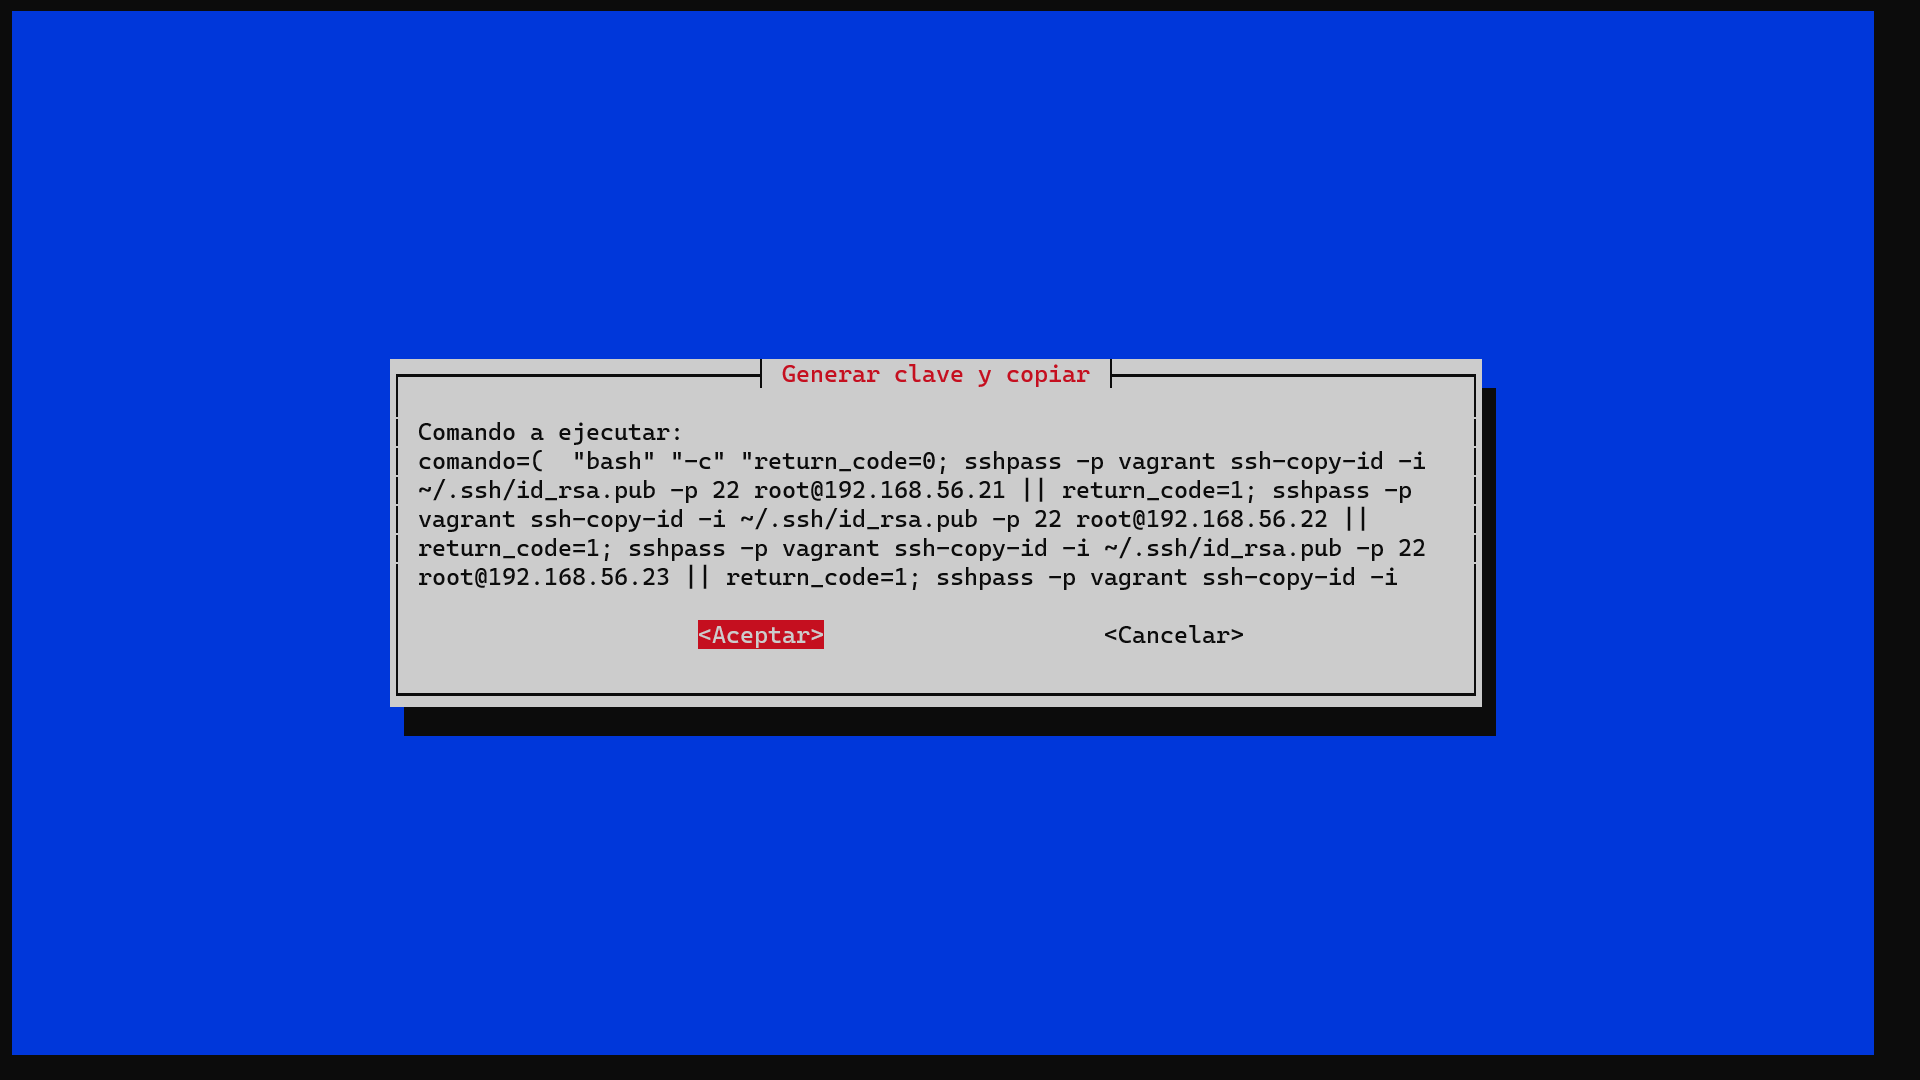 Generar clave y copiar
Comando a ejecutar:
comando=(  "bash" "-c" "return_code=0; sshpass -p vagrant ssh-copy-id -i
~/.ssh/id_rsa.pub -p 22 root@192.168.56.21 || return_code=1; sshpass -p
vagrant ssh-copy-id -i ~/.ssh/id_rsa.pub -p 22 root@192.168.56.22 ||
return_code=1; sshpass -p vagrant ssh-copy-id -i ~/.ssh/id_rsa.pub -p 22
root@192.168.56.23 || return_code=1; sshpass -p vagrant ssh-copy-id -i
<Aceptar> <Cancelar>